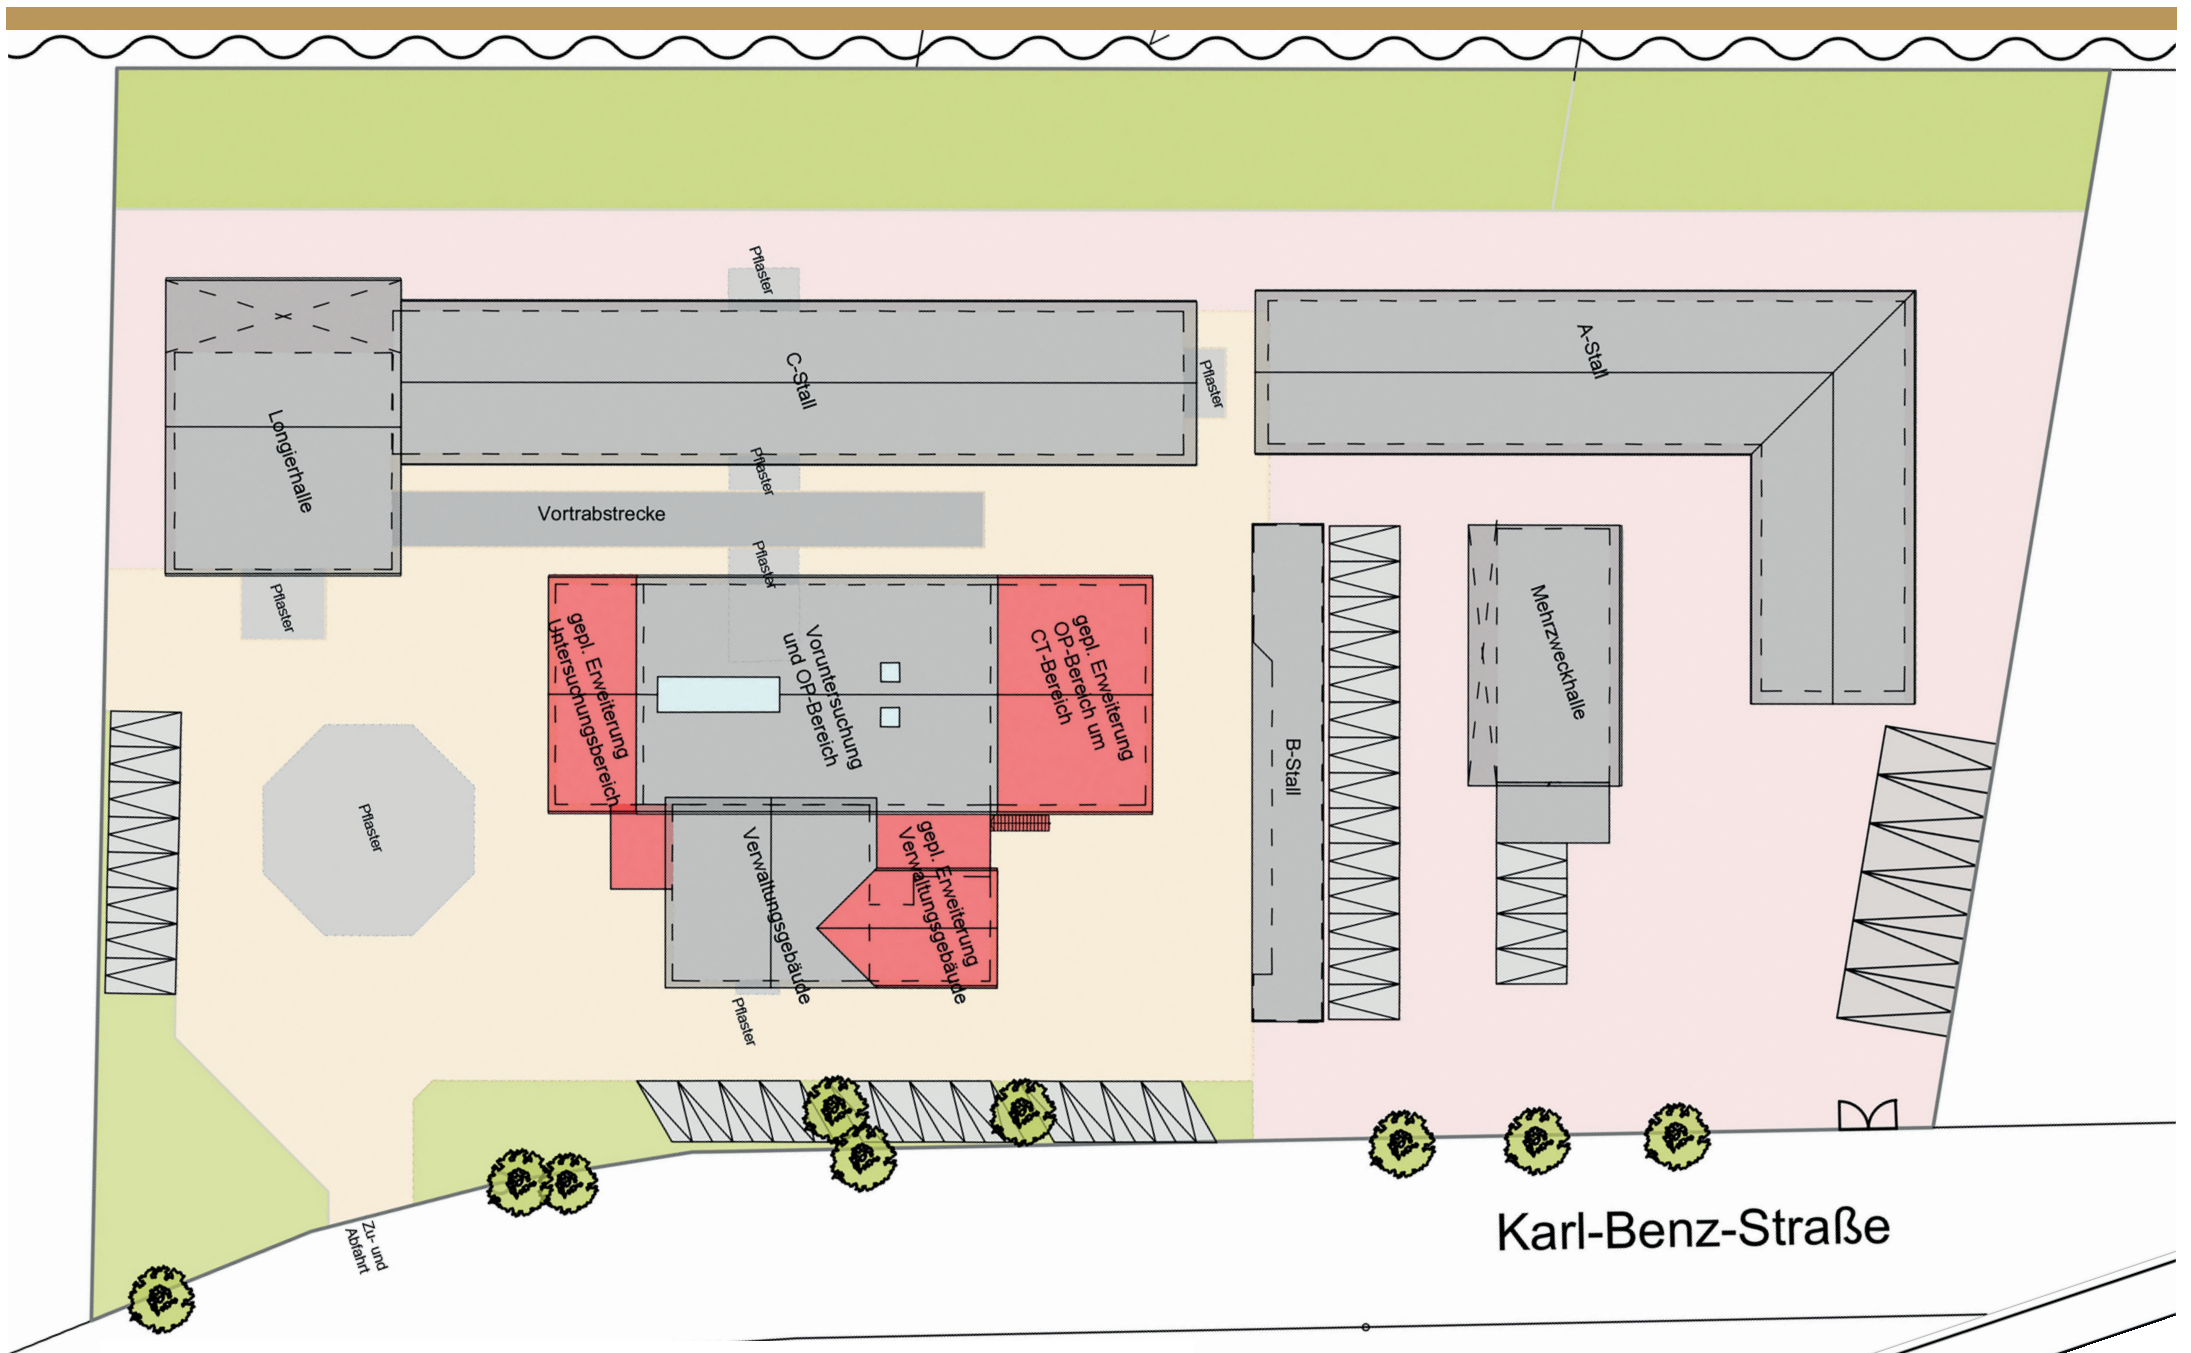 Pflaster
C-Stall
A-Stall
Pflaster
Longierhalle
Pflaster
Vortrabstrecke
Pflaster
Pflaster
gepl. Erweiterung
Untersuchungsbereich
Voruntersuchung
und OP-Bereich
gepl. Erweiterung
OP-Bereich um
CT-Bereich
Mehrzweckhalle
B-Stall
Pflaster
Verwaltungsgebäude
gepl. Erweiterung
Verwaltungsgebäude
Pflaster
Zu- und
Abfahrt
Karl-Benz-Straße